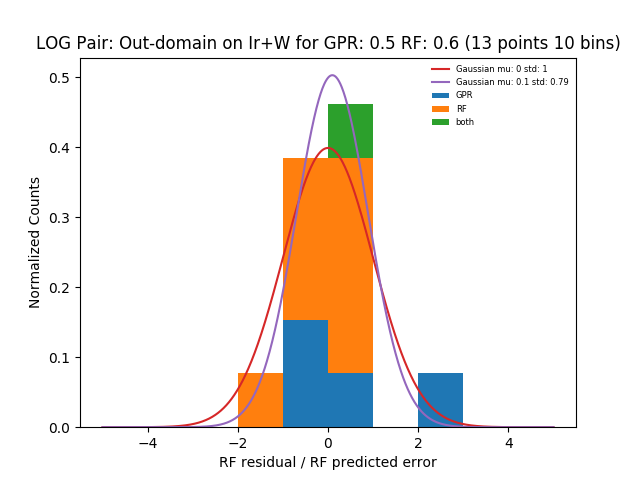 LOG Pair: Out-domain on Ir+W for GPR: 0.5 RF: 0.6 (13 points 10 bins)
Gaussian mu: 0 std: 1
Gaussian mu: 0.1 std: 0.79
GPR
RF
both
Normalized Counts
0.5
0.4
0.3
0.2
0.1
0.0
−4 −2 0 2 4
RF residual / RF predicted error